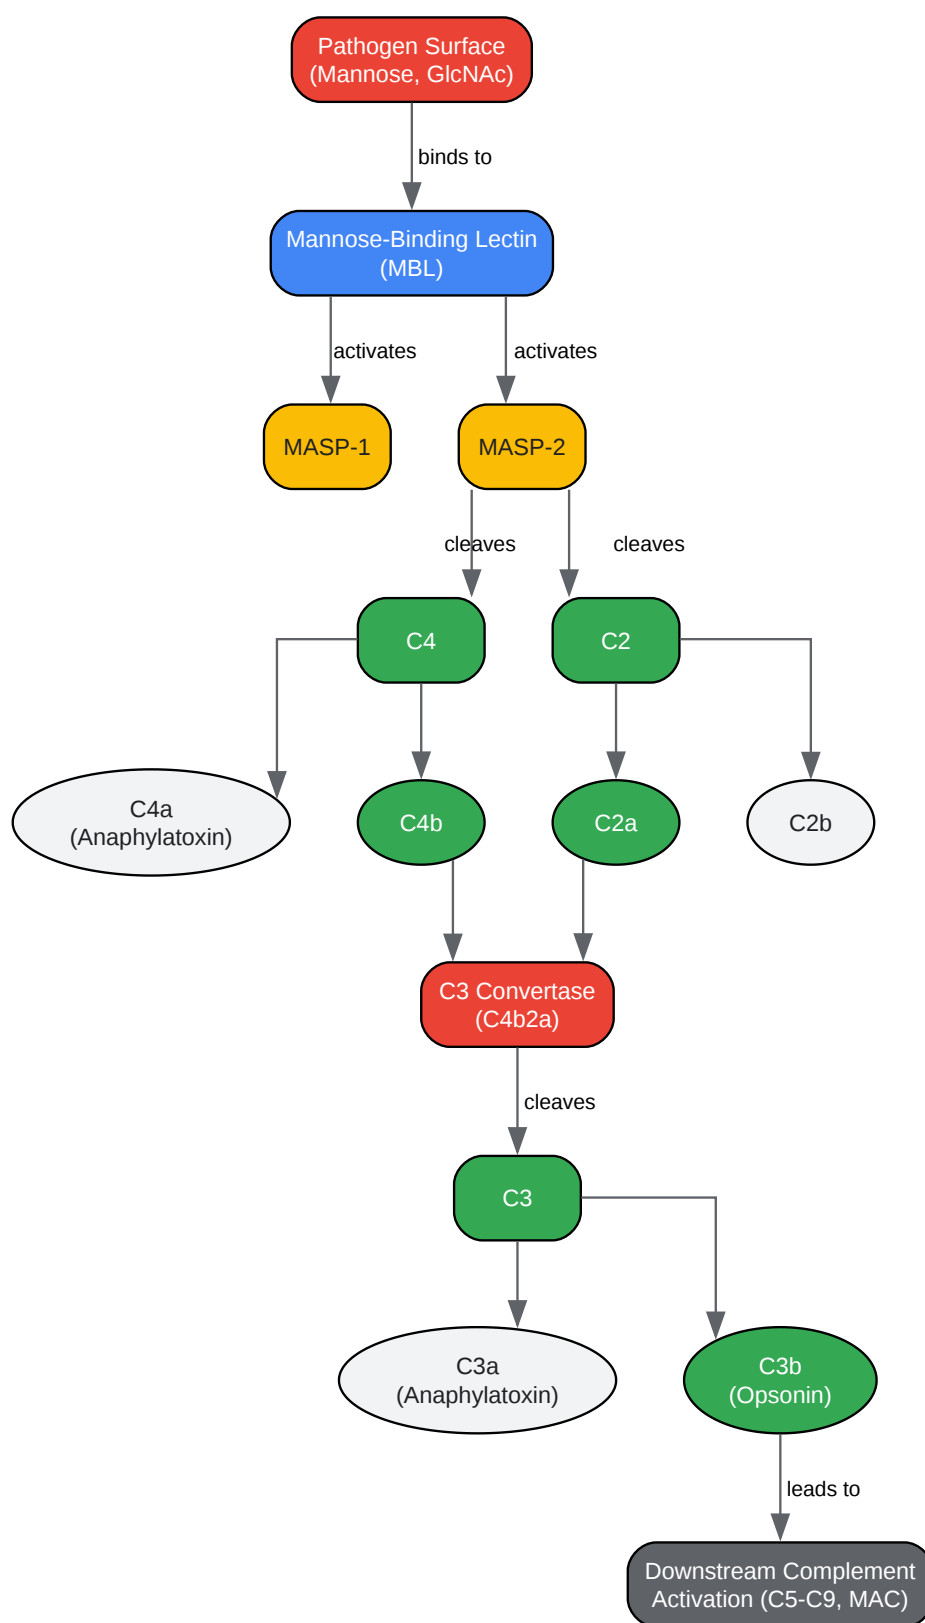 Pathogen Surface
(Mannose, GlcNAc)
binds to
Mannose-Binding Lectin
(MBL)
activates
activates
MASP-1
MASP-2
cleaves
cleaves
C4
C2
C4a
(Anaphylatoxin)
C4b
C2a
C2b
C3 Convertase
(C4b2a)
cleaves
C3
C3a
(Anaphylatoxin)
C3b
(Opsonin)
leads to
Downstream Complement
Activation (C5-C9, MAC)